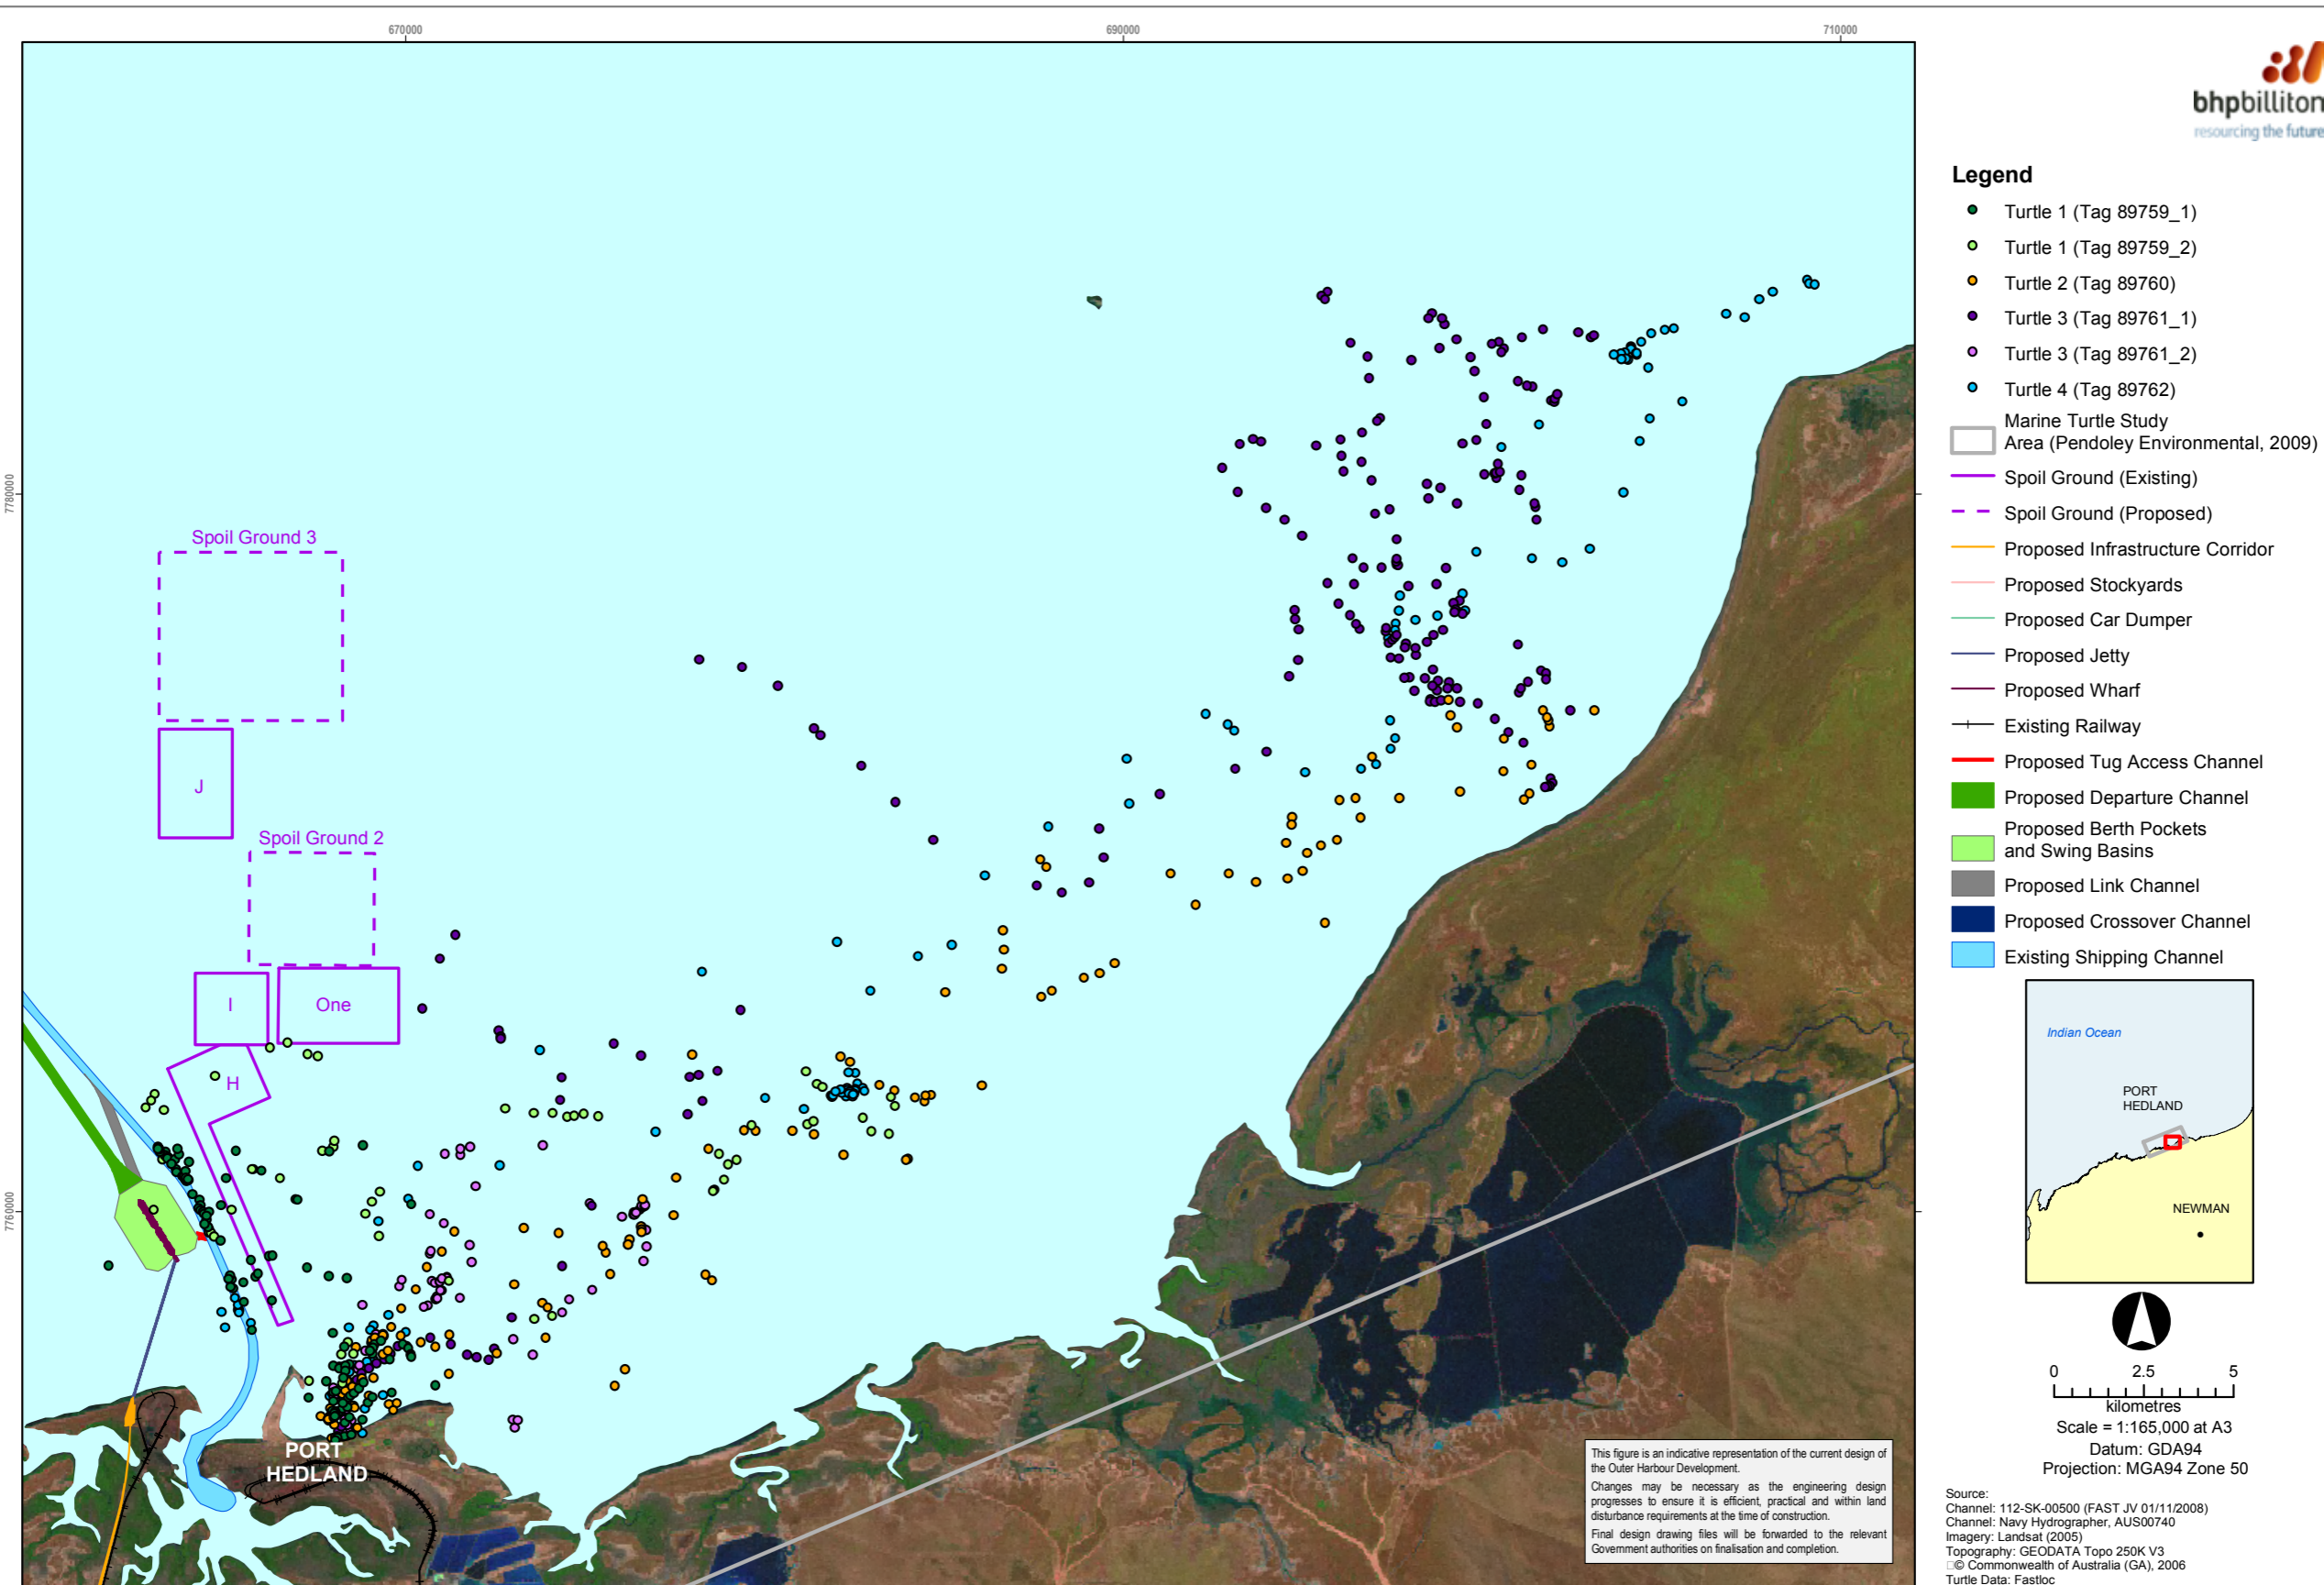 670000
690000
710000
7780000
7760000
bhpbilliton
resourcing the future
Spoil Ground 3
J
Spoil Ground 2
I
One
H
PORT
HEDLAND
Legend
Turtle 1 (Tag 89759_1)
Turtle 1 (Tag 89759_2)
Turtle 2 (Tag 89760)
Turtle 3 (Tag 89761_1)
Turtle 3 (Tag 89761_2)
Turtle 4 (Tag 89762)
Marine Turtle Study
Area (Pendoley Environmental, 2009)
Spoil Ground (Existing)
Spoil Ground (Proposed)
Proposed Infrastructure Corridor
Proposed Stockyards
Proposed Car Dumper
Proposed Jetty
Proposed Wharf
Existing Railway
Proposed Tug Access Channel
Proposed Departure Channel
Proposed Berth Pockets
and Swing Basins
Proposed Link Channel
Proposed Crossover Channel
Existing Shipping Channel
Indian Ocean
PORT
HEDLAND
NEWMAN
0 2.5 5
kilometres
Scale = 1:165,000 at A3
Datum: GDA94
Projection: MGA94 Zone 50
This figure is an indicative representation of the current design of
the Outer Harbour Development.
Changes may be necessary as the engineering design
progresses to ensure it is efficient, practical and within land
disturbance requirements at the time of construction.
Final design drawing files will be forwarded to the relevant
Government authorities on finalisation and completion.
Source:
Channel: 112-SK-00500 (FAST JV 01/11/2008)
Channel: Navy Hydrographer, AUS00740
Imagery: Landsat (2005)
Topography: GEODATA Topo 250K V3
© Commonwealth of Australia (GA), 2006
Turtle Data: Fastloc